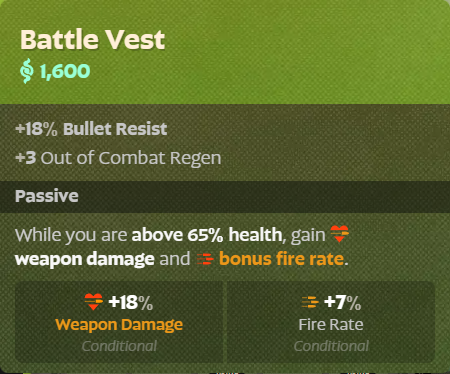 Battle Vest
1,600
+18% Bullet Resist
+3 Out of Combat Regen
Passive
While you are above 65% health, gain
weapon damage and bonus fire rate.
+18%
Weapon Damage
Conditional
+7%
Fire Rate
Conditional